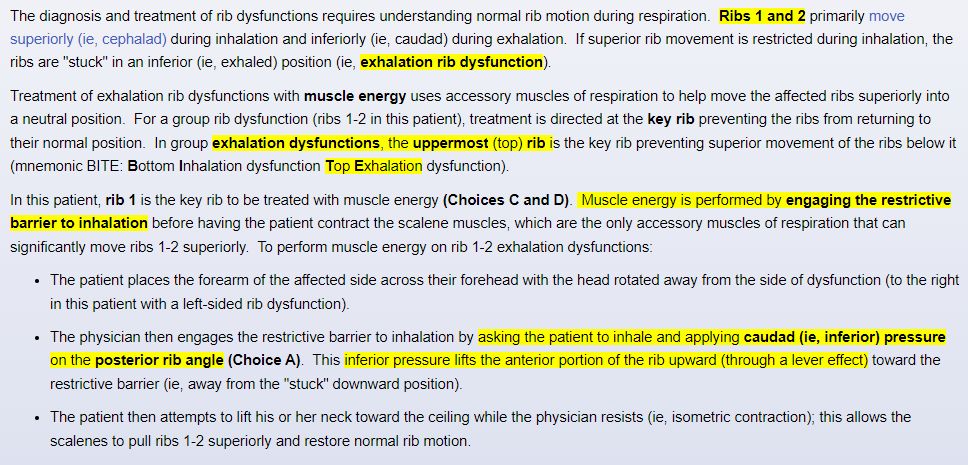 The diagnosis and treatment of rib dysfunctions requires understanding normal rib motion during respiration. Ribs 1 and 2 primarily move
superiorly (ie, cephalad) during inhalation and inferiorly (ie, caudad) during exhalation. If superior rib movement is restricted during inhalation, the
ribs are "stuck" in an inferior (ie, exhaled) position (ie, exhalation rib dysfunction).
Treatment of exhalation rib dysfunctions with muscle energy uses accessory muscles of respiration to help move the affected ribs superiorly into
a neutral position. For a group rib dysfunction (ribs 1-2 in this patient), treatment is directed at the key rib preventing the ribs from returning to
their normal position. In group exhalation dysfunctions, the uppermost (top) rib is the key rib preventing superior movement of the ribs below it
(mnemonic BITE: Bottom Inhalation dysfunction Top Exhalation dysfunction).
In this patient, rib 1 is the key rib to be treated with muscle energy (Choices C and D). Muscle energy is performed by engaging the restrictive
barrier to inhalation before having the patient contract the scalene muscles, which are the only accessory muscles of respiration that can
significantly move ribs 1-2 superiorly. To perform muscle energy on rib 1-2 exhalation dysfunctions:
• The patient places the forearm of the affected side across their forehead with the head rotated away from the side of dysfunction (to the right
in this patient with a left-sided rib dysfunction).
• The physician then engages the restrictive barrier to inhalation by asking the patient to inhale and applying caudad (ie, inferior) pressure
on the posterior rib angle (Choice A). This inferior pressure lifts the anterior portion of the rib upward (through a lever effect) toward the
restrictive barrier (ie, away from the "stuck" downward position).
• The patient then attempts to lift his or her neck toward the ceiling while the physician resists (ie, isometric contraction); this allows the
scalenes to pull ribs 1-2 superiorly and restore normal rib motion.